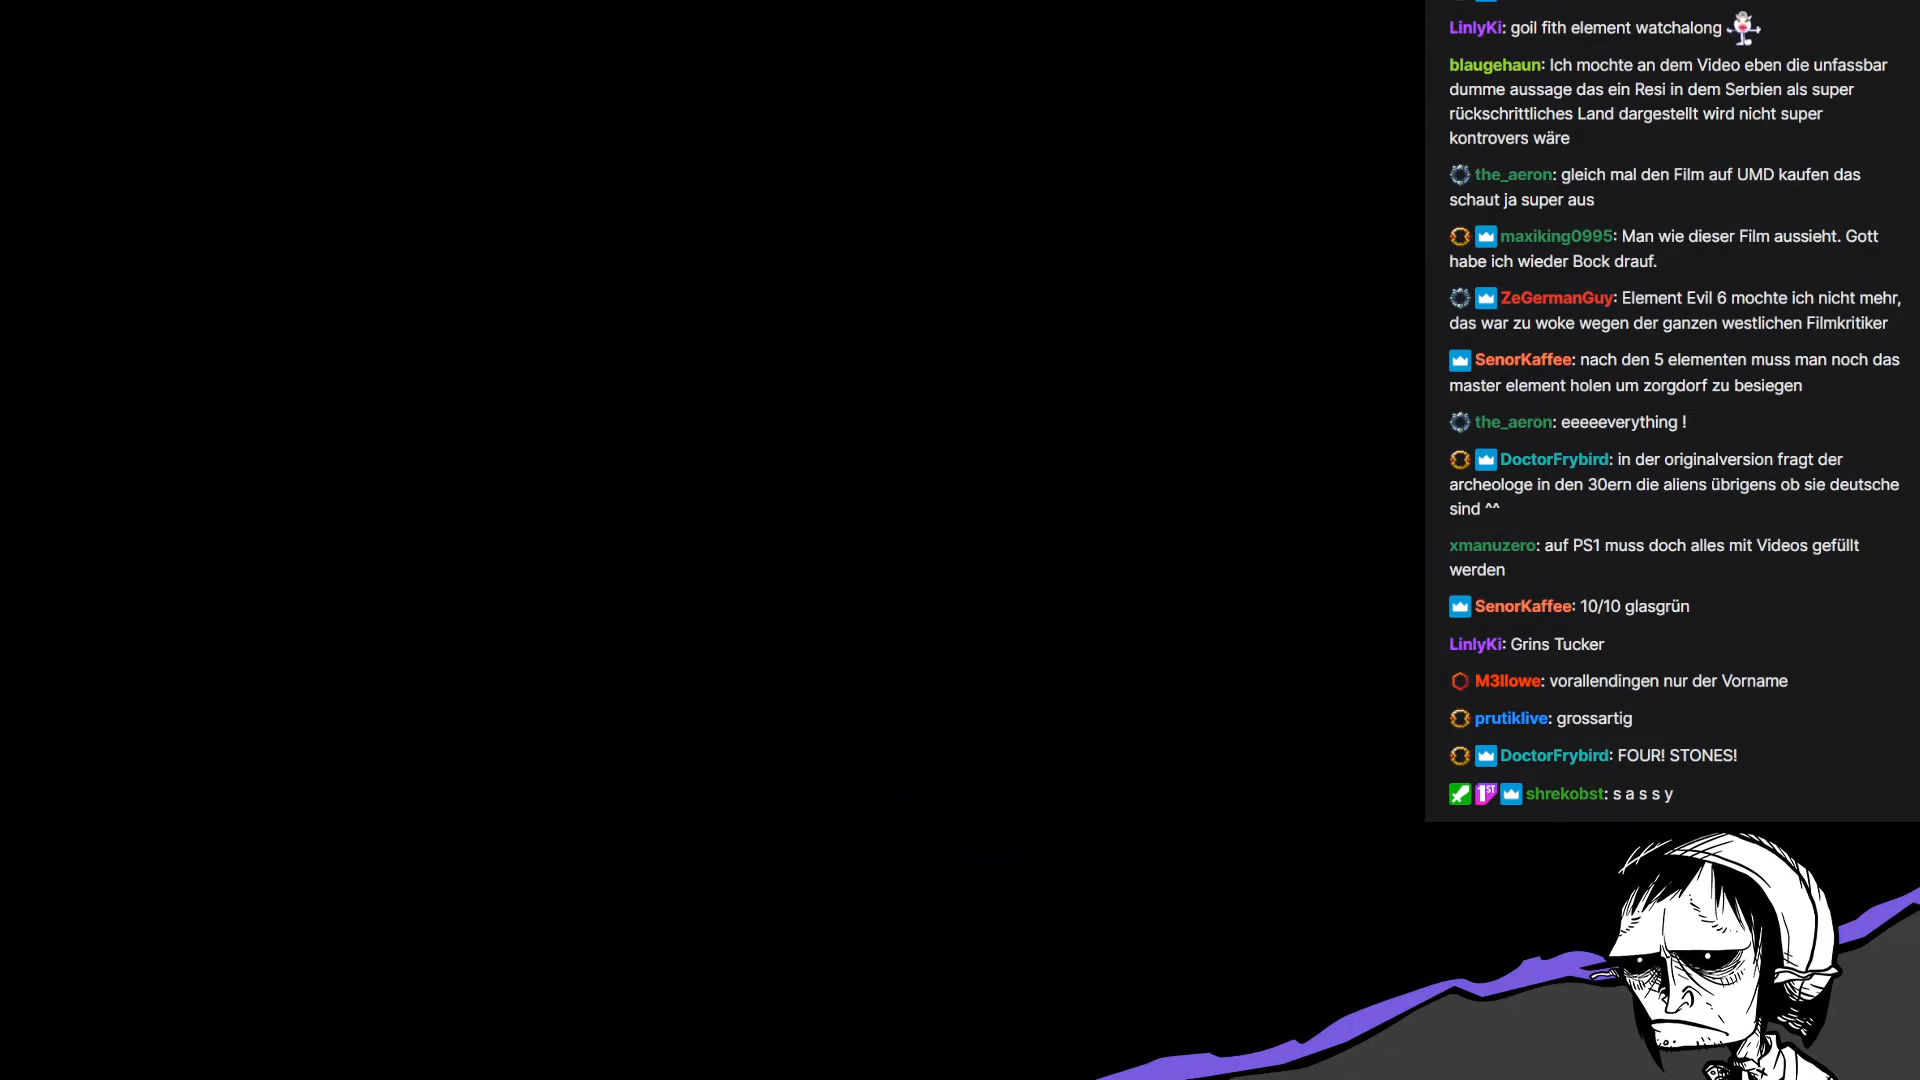 LinlyKi: goil fith element watchalong
blaugehaun: Ich mochte an dem Video eben die unfassbar
dumme aussage das ein Resi in dem Serbien als super
rückschrittliches Land dargestellt wird nicht super
kontrovers wäre
the_aeron: gleich mal den Film auf UMD kaufen das
schaut ja super aus
maxiking0995: Man wie dieser Film aussieht. Gott
habe ich wieder Bock drauf.
ZeGermanGuy: Element Evil 6 mochte ich nicht mehr,
das war zu woke wegen der ganzen westlichen Filmkritiker
SenorKaffee: nach den 5 elementen muss man noch das
master element holen um zorgdorf zu besiegen
the_aeron: eeeeeverything !
DoctorFrybird: in der originalversion fragt der
archeologe in den 30ern die aliens übrigens ob sie deutsche
sind ^^
xmanuzero: auf PS1 muss doch alles mit Videos gefüllt
werden
SenorKaffee: 10/10 glasgrün
LinlyKi: Grins Tucker
M3llowe: vorallendingen nur der Vorname
prutiklive: grossartig
DoctorFrybird: FOUR! STONES!
1ST shrekobst: s a s s y